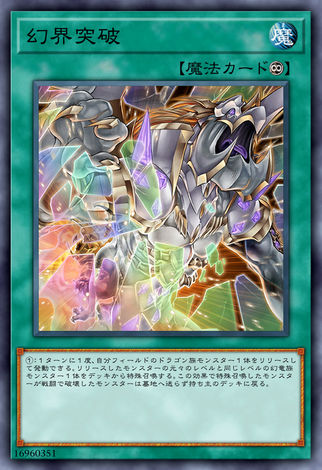 幻界突破
魔
【魔法カード∞】
①：1ターンに1度、自分フィールドのドラゴン族モンスター1体をリリースし
て発動できる。リリースしたモンスターの元々のレベルと同じレベルの幻竜族
モンスター1体をデッキから特殊召喚する。この効果で特殊召喚したモンスタ
ーが戦闘で破壊したモンスターは墓地へ送らず持ち主のデッキに戻る。
16960351